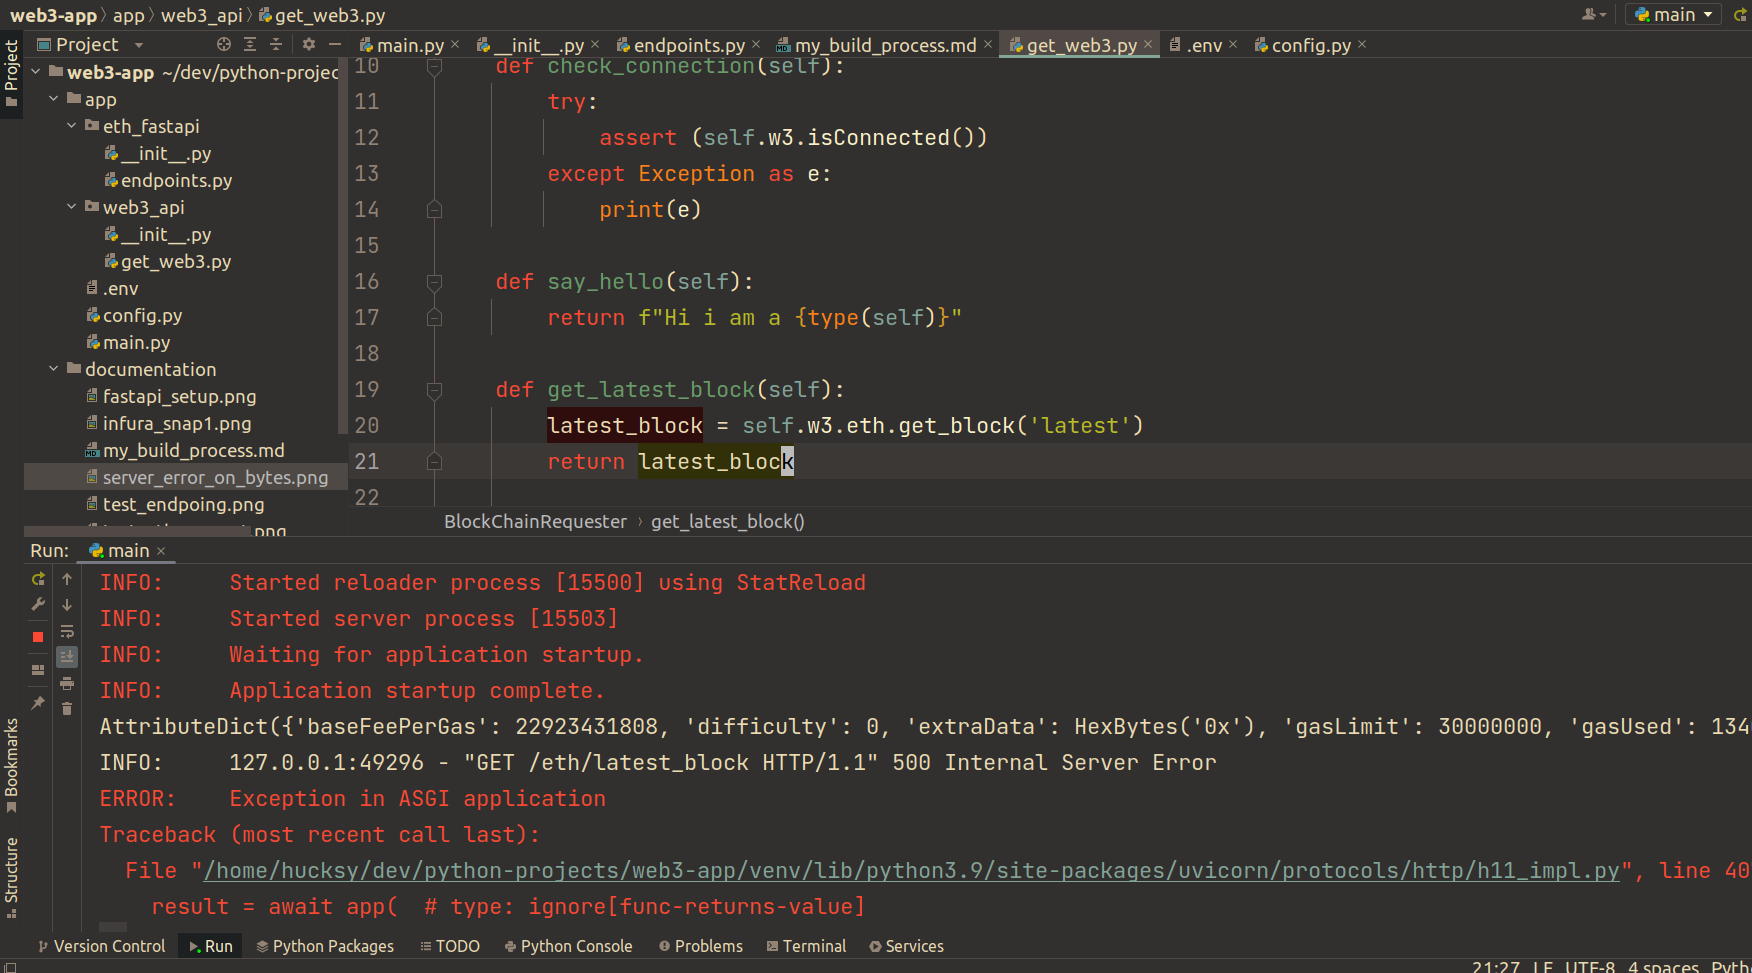 web3-app app web3_api get_web3.py
main
Project
main.py × __init__.py × endpoints.py × my_build_process.md × get_web3.py × .env × config.py ×
Project
web3-app ~/dev/python-projec
app
eth_fastapi
__init__.py
endpoints.py
web3_api
__init__.py
get_web3.py
.env
config.py
main.py
documentation
fastapi_setup.png
infura_snap1.png
my_build_process.md
server_error_on_bytes.png
test_endpoing.png
10 def check_connection(self):
11 try:
12 assert (self.w3.isConnected())
13 except Exception as e:
14 print(e)
15
16 def say_hello(self):
17 return f"Hi i am a {type(self)}"
18
19 def get_latest_block(self):
20 latest_block = self.w3.eth.get_block('latest')
21 return latest_block
22
BlockChainRequester › get_latest_block()
Run: main ×
INFO: Started reloader process [15500] using StatReload
INFO: Started server process [15503]
INFO: Waiting for application startup.
INFO: Application startup complete.
AttributeDict({'baseFeePerGas': 22923431808, 'difficulty': 0, 'extraData': HexBytes('0x'), 'gasLimit': 30000000, 'gasUsed': 134
INFO: 127.0.0.1:49296 - "GET /eth/latest_block HTTP/1.1" 500 Internal Server Error
ERROR: Exception in ASGI application
Traceback (most recent call last):
File "/home/hucksy/dev/python-projects/web3-app/venv/lib/python3.9/site-packages/uvicorn/protocols/http/h11_impl.py", line 40
result = await app( # type: ignore[func-returns-value]
Bookmarks
Structure
Version Control Run Python Packages TODO Python Console Problems Terminal Services
21:27 LF UTF-8 4 spaces Pyth